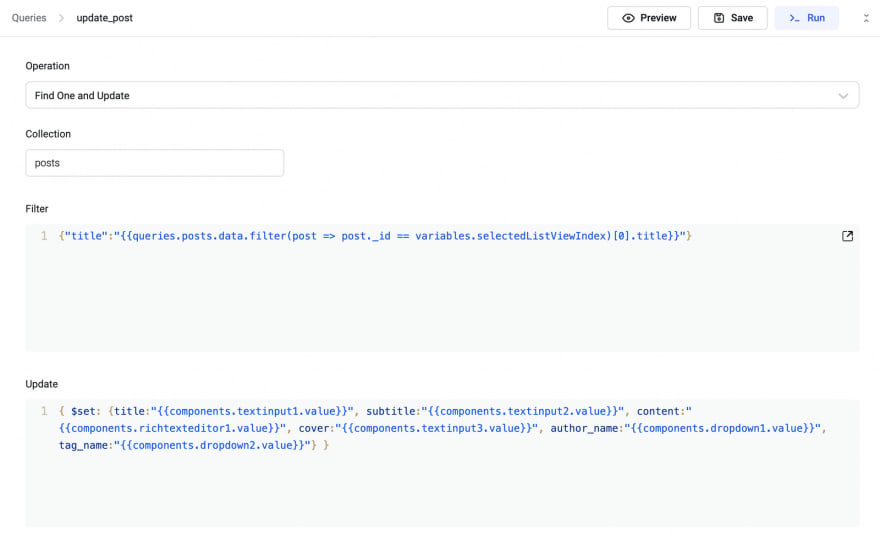 Queries > update_post
Preview
Save
>_ Run
Operation
Find One and Update
Collection
posts
Filter
1 {"title":"{{queries.posts.data.filter(post => post._id == variables.selectedListViewIndex)[0].title}}"}
Update
1 { $set: {title:"{{components.textinput1.value}}", subtitle:"{{components.textinput2.value}}", content:"
{{components.richtexteditor1.value}}", cover:"{{components.textinput3.value}}", author_name:"{{components.dropdown1.value}}",
tag_name:"{{components.dropdown2.value}}"} }